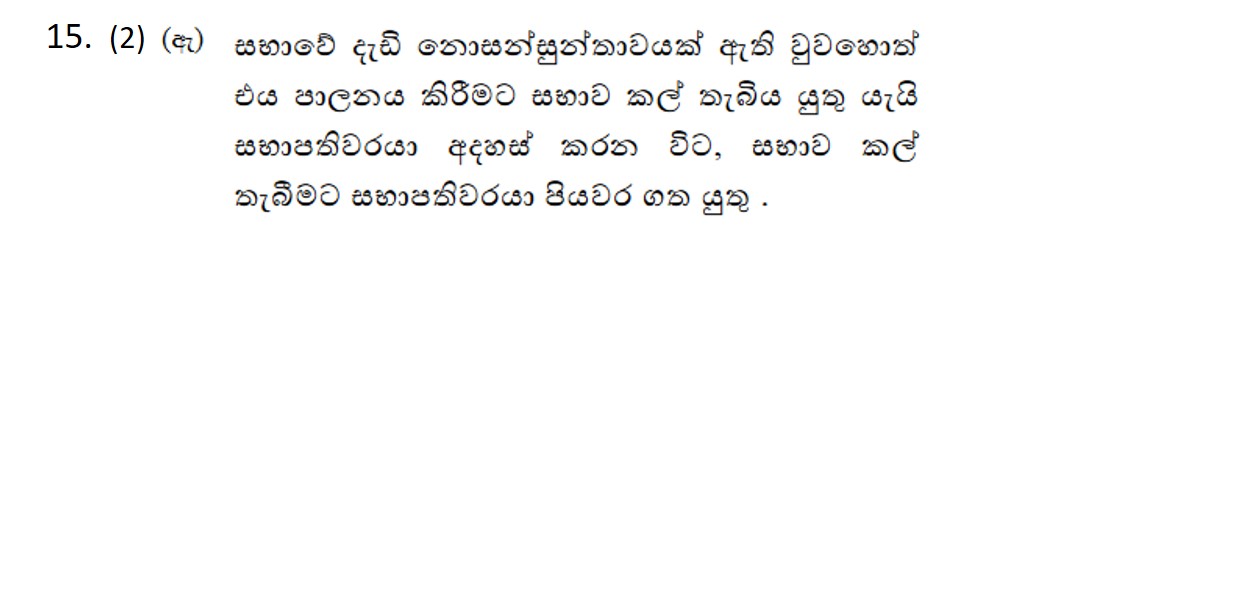 15. (2) (ඇ) සභාවේ දැඩි නොසන්සුන්තාවයක් ඇති වුවහොත්
එය පාලනය කිරීමට සභාව කල් තැබිය යුතු යැයි
සභාපතිවරයා අදහස් කරන විට, සභාව කල්
තැබීමට සභාපතිවරයා පියවර ගත යුතු .